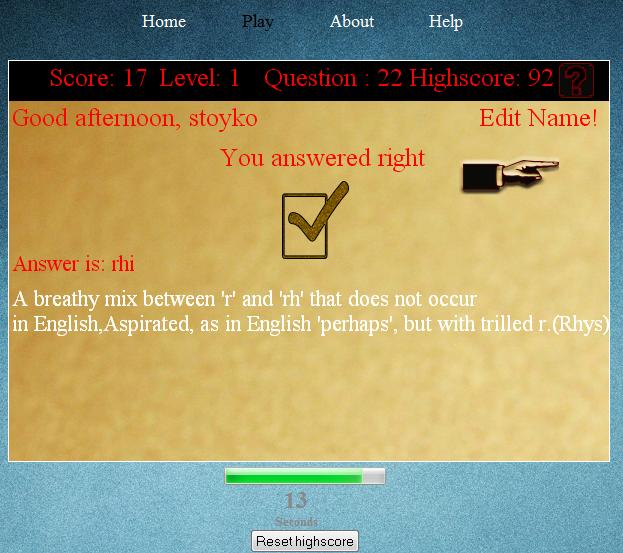 Home Play About Help
Score: 17 Level: 1 Question : 22 Highscore: 92 ?
Good afternoon, stoyko Edit Name!
You answered right
Answer is: rhi
A breathy mix between 'r' and 'rh' that does not occur
in English,Aspirated, as in English 'perhaps', but with trilled r.(Rhys)
13
Seconds
Reset highscore